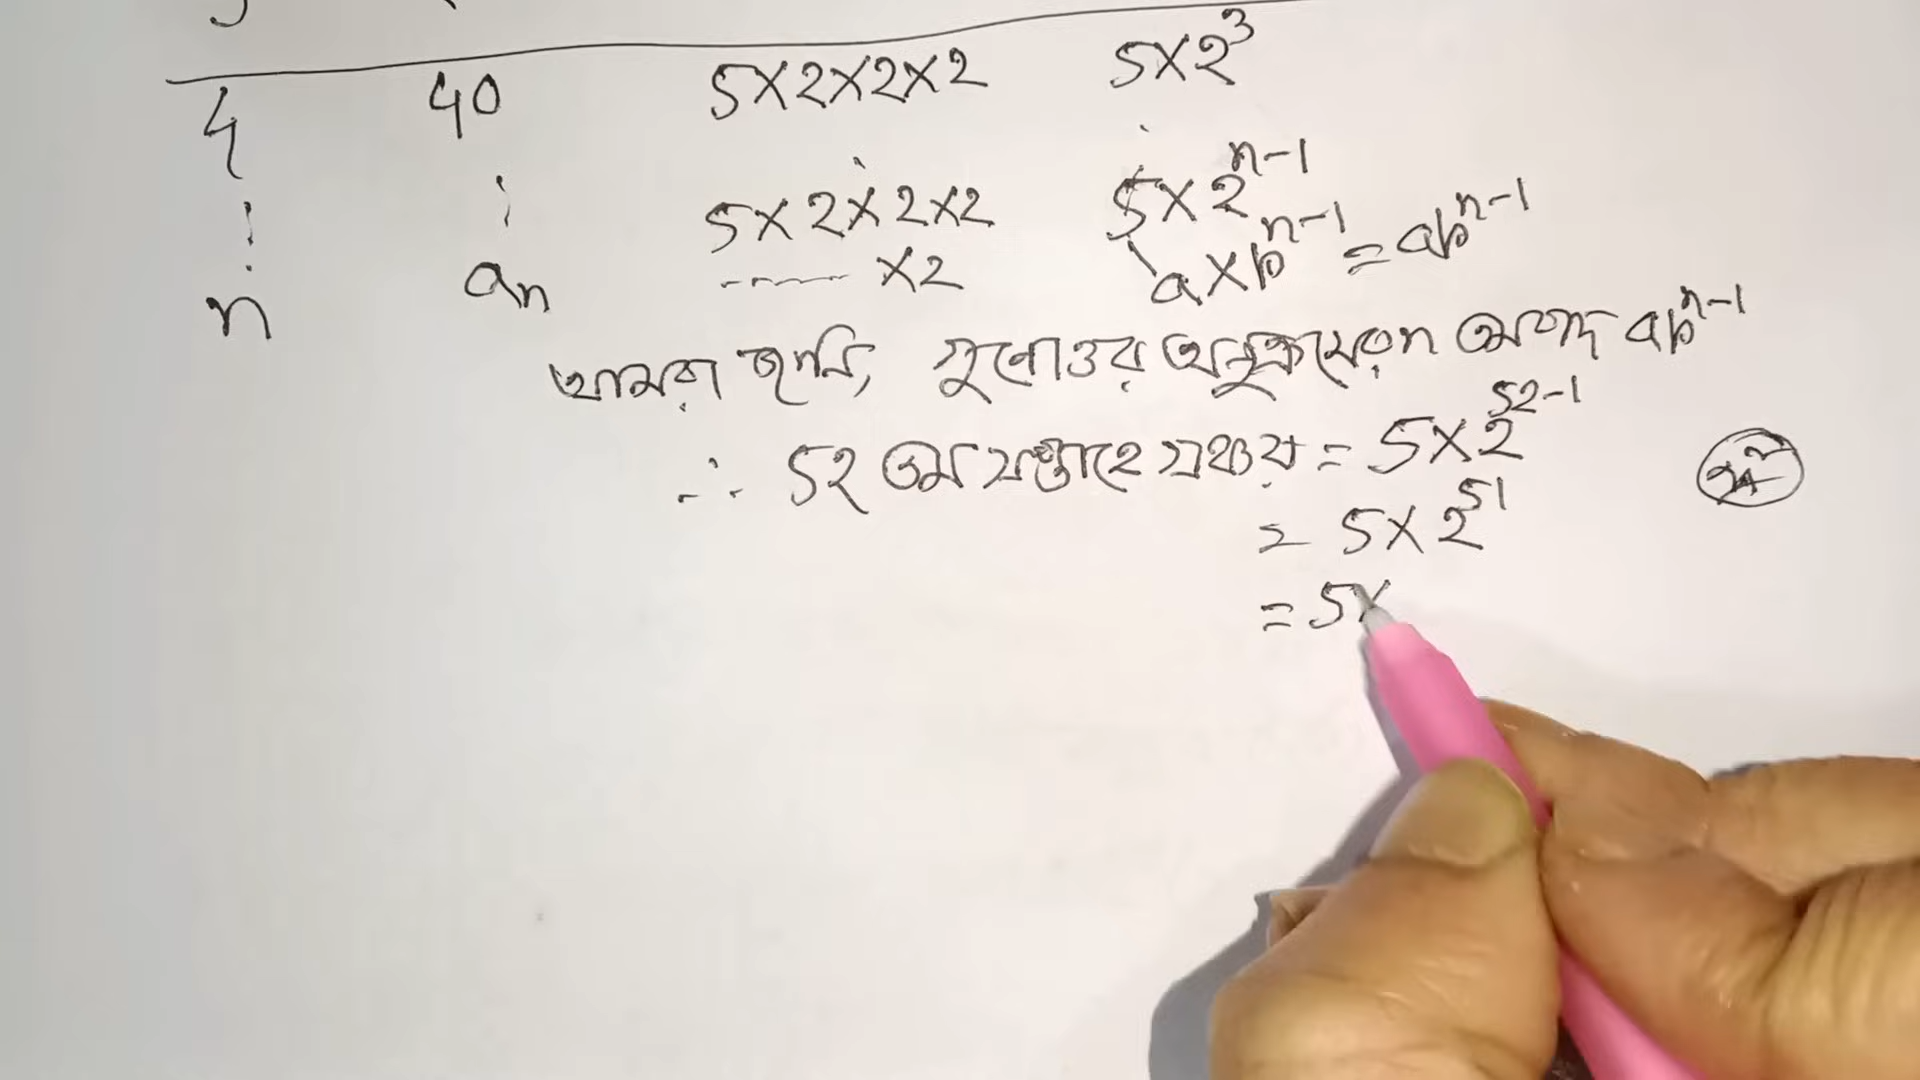 4 40 5×2×2×2 5×2³
n aₙ 5×2×2×2 ------ ×2 5×2ⁿ⁻¹
a×bⁿ⁻¹ = abⁿ⁻¹
আমরা জানি, গুণোত্তর অনুক্রমের n তম পদ abⁿ⁻¹
∴ 52 তম সপ্তাহে সঞ্চয় = 5×2⁵²⁻¹
= 5×2⁵¹
= 5×